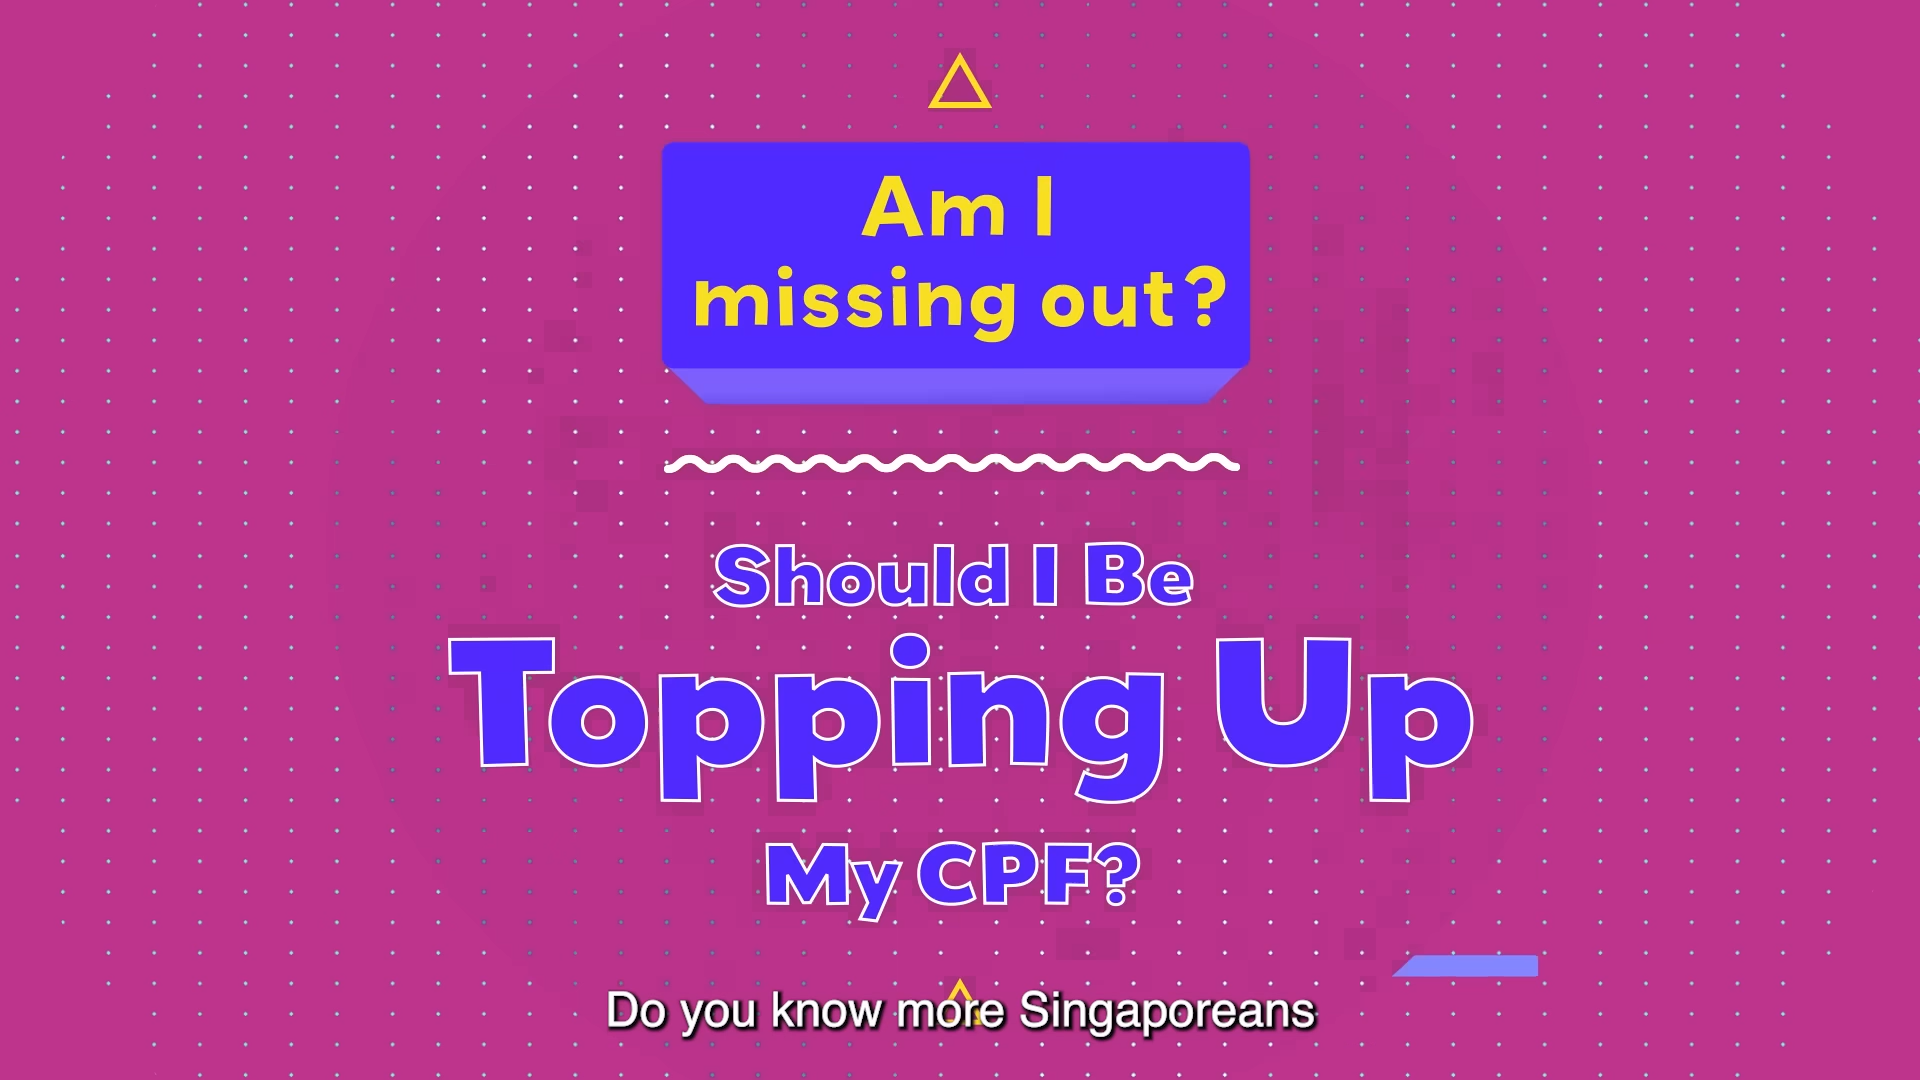 Am I
missing out?
Should I Be
Topping Up
My CPF?
Do you know more Singaporeans